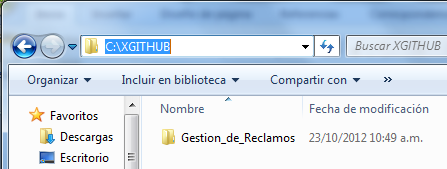 C:\XGITHUB
Buscar XGITHUB
Organizar Incluir en biblioteca Compartir con
Nombre Fecha de modificación
Favoritos
Descargas
Escritorio
Gestion_de_Reclamos 23/10/2012 10:49 a.m.